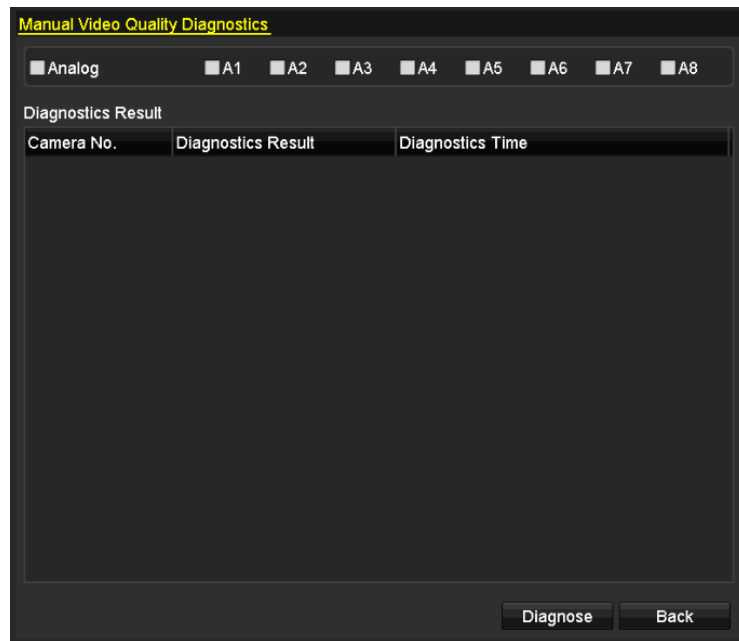 Manual Video Quality Diagnostics
Analog A1 A2 A3 A4 A5 A6 A7 A8
Diagnostics Result
Camera No. Diagnostics Result Diagnostics Time
Diagnose Back